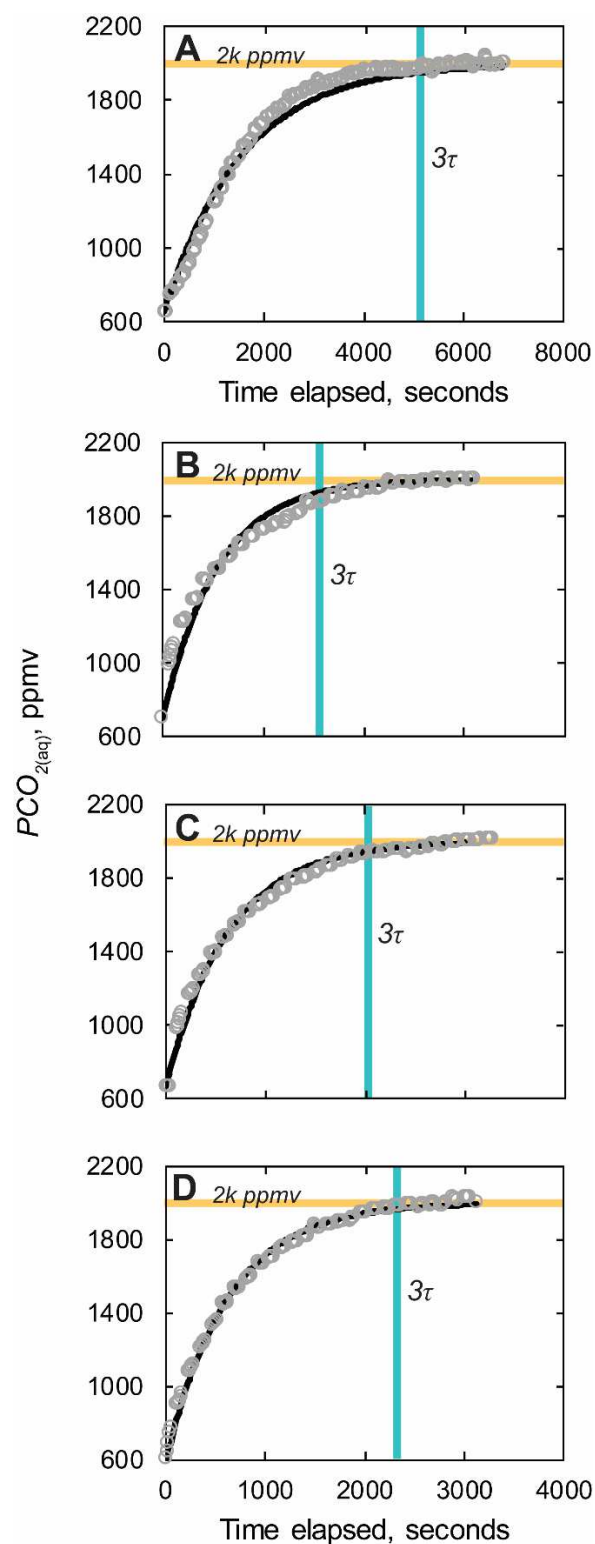 2200
A 2k ppmv
1800
3τ
1400
1000
600
0 2000 4000 6000 8000
Time elapsed, seconds
2200
B 2k ppmv
1800
3τ
1400
1000
600
PCO2(aq), ppmv
2200
C 2k ppmv
1800
3τ
1400
1000
600
2200
D 2k ppmv
1800
3τ
1400
1000
600
0 1000 2000 3000 4000
Time elapsed, seconds